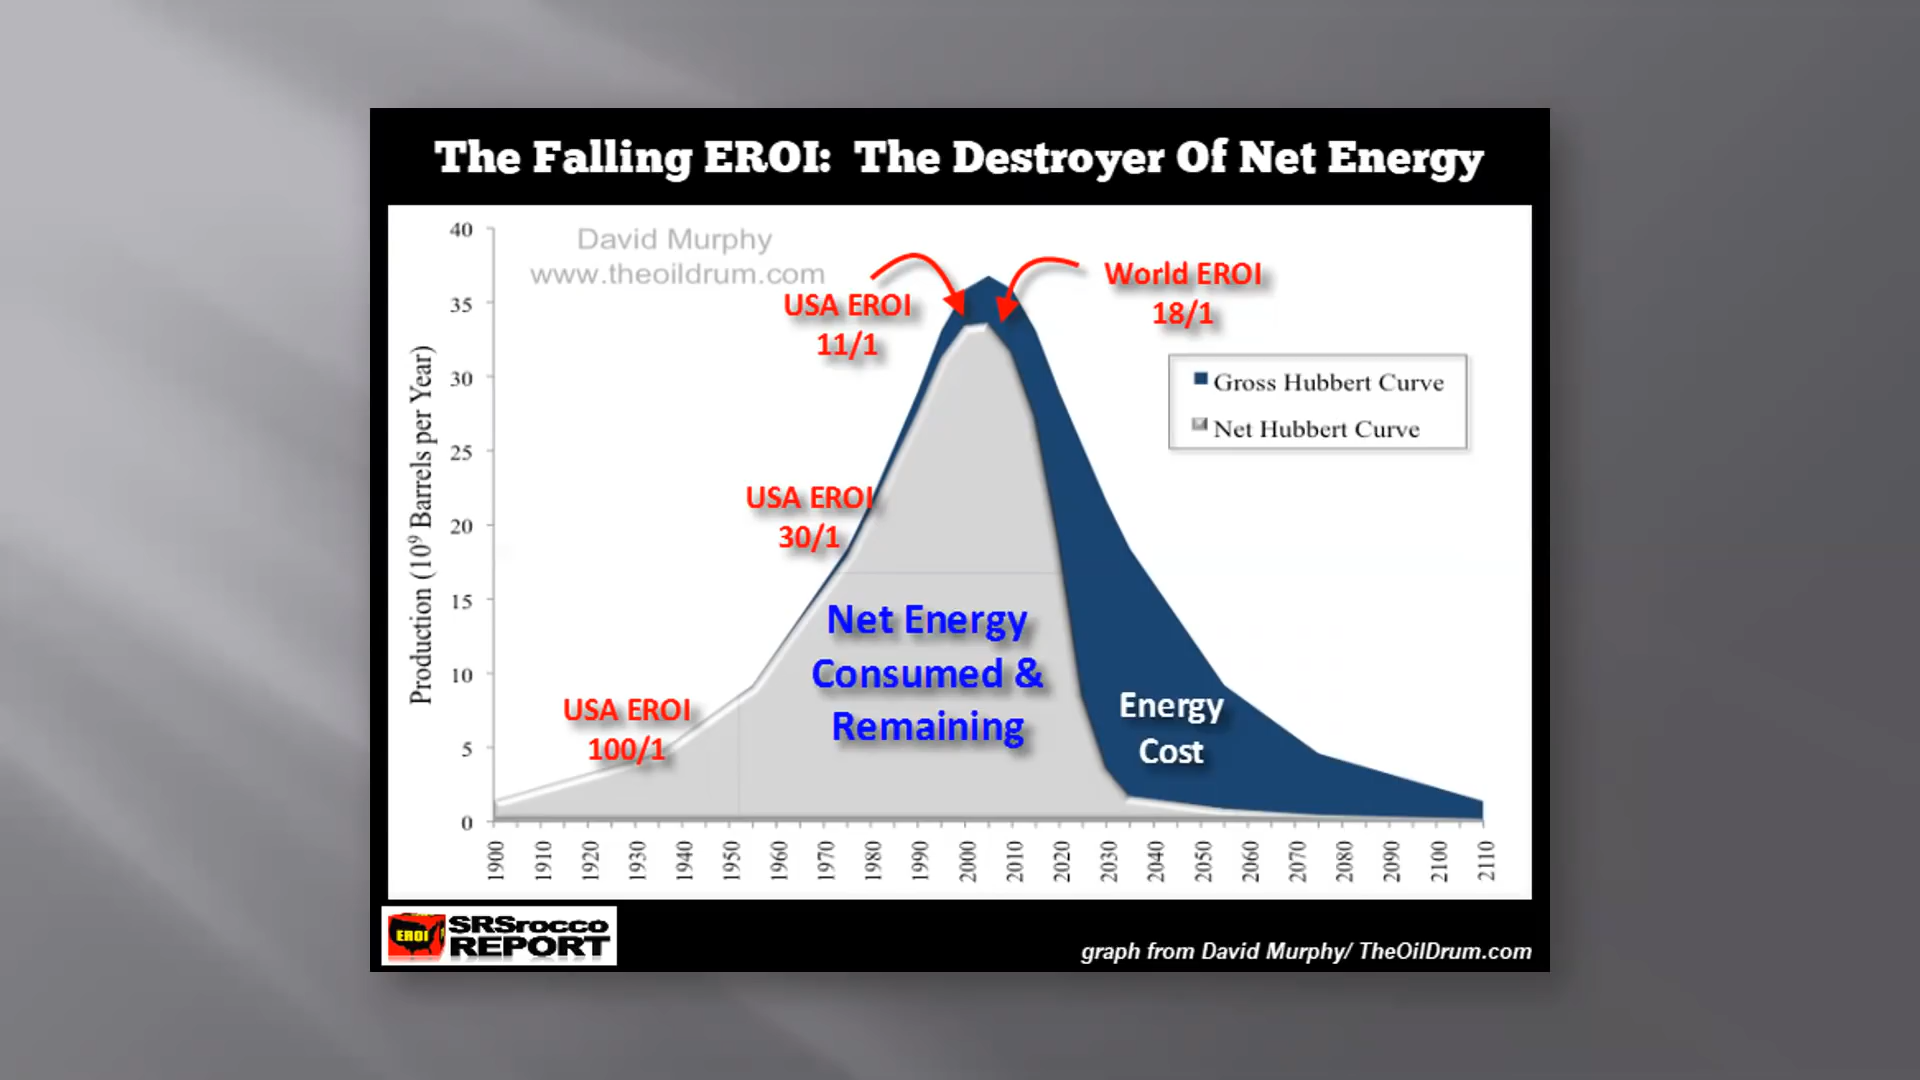 The Falling EROI: The Destroyer Of Net Energy
David Murphy
www.theoildrum.com
USA EROI
11/1
World EROI
18/1
Gross Hubbert Curve
Net Hubbert Curve
USA EROI
30/1
USA EROI
100/1
Net Energy
Consumed &
Remaining
Energy
Cost
Production (10⁹ Barrels per Year)
40
35
30
25
20
15
10
5
0
1900 1910 1920 1930 1940 1950 1960 1970 1980 1990 2000 2010 2020 2030 2040 2050 2060 2070 2080 2090 2100 2110
EROI
SRSrocco
REPORT
graph from David Murphy/ TheOilDrum.com